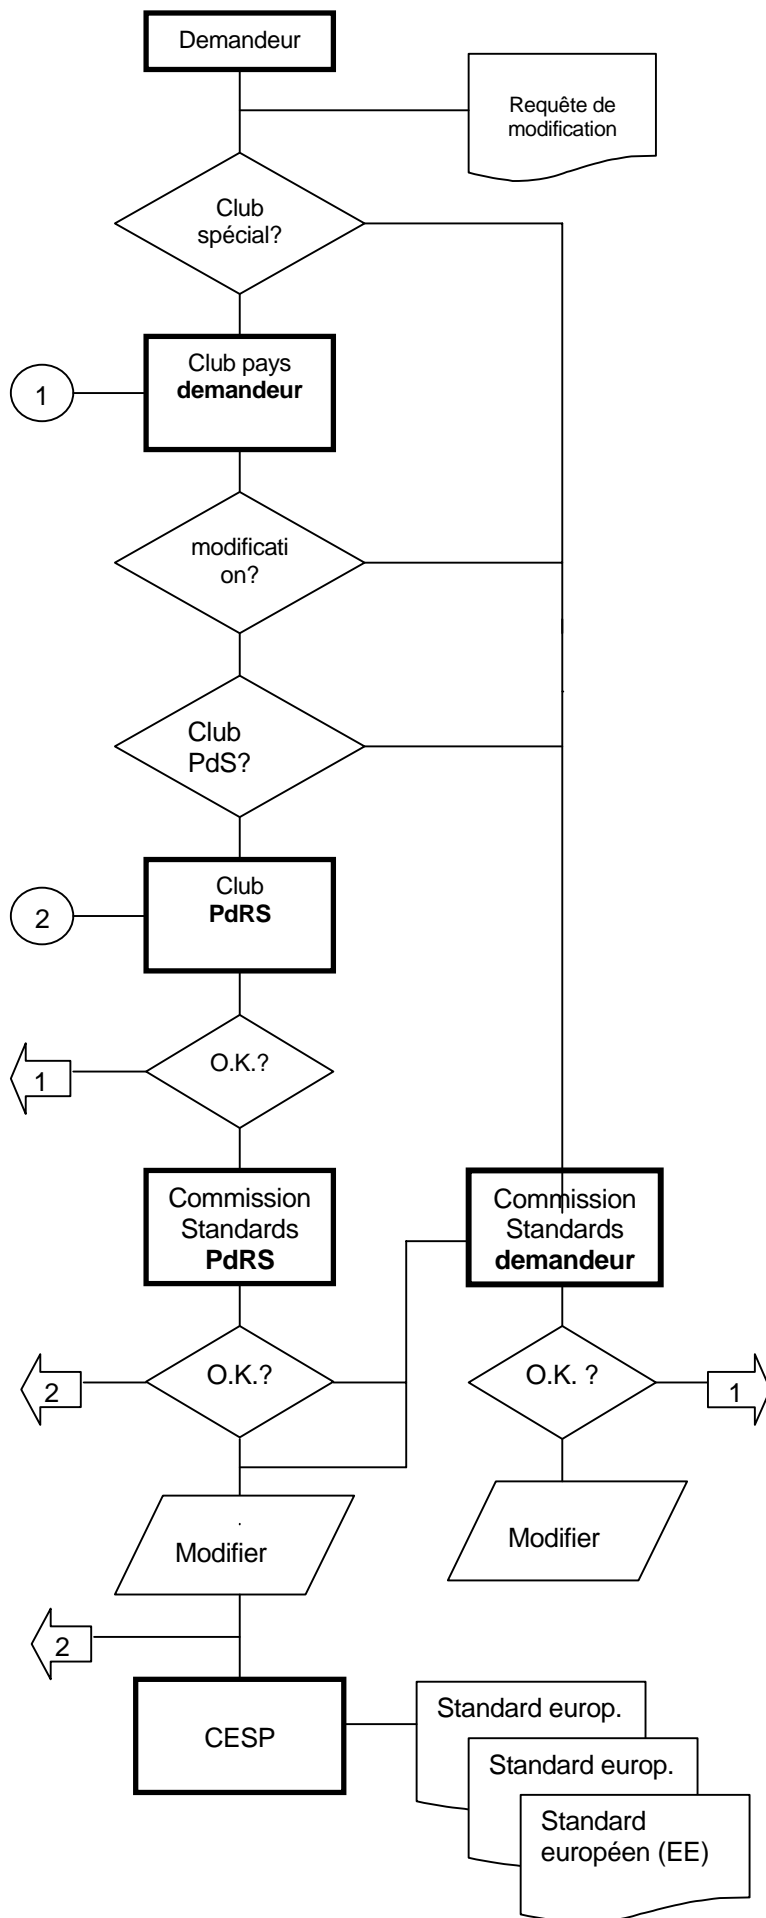 Demandeur
Requête de
modification
Club
spécial?
Club pays
demandeur
1
modificati
on?
Club
PdS?
Club
PdRS
2
O.K.?
1
Commission
Standards
PdRS
Commission
Standards
demandeur
O.K.?
2
O.K. ?
1
Modifier
Modifier
2
CESP
Standard europ.
Standard europ.
Standard
européen (EE)